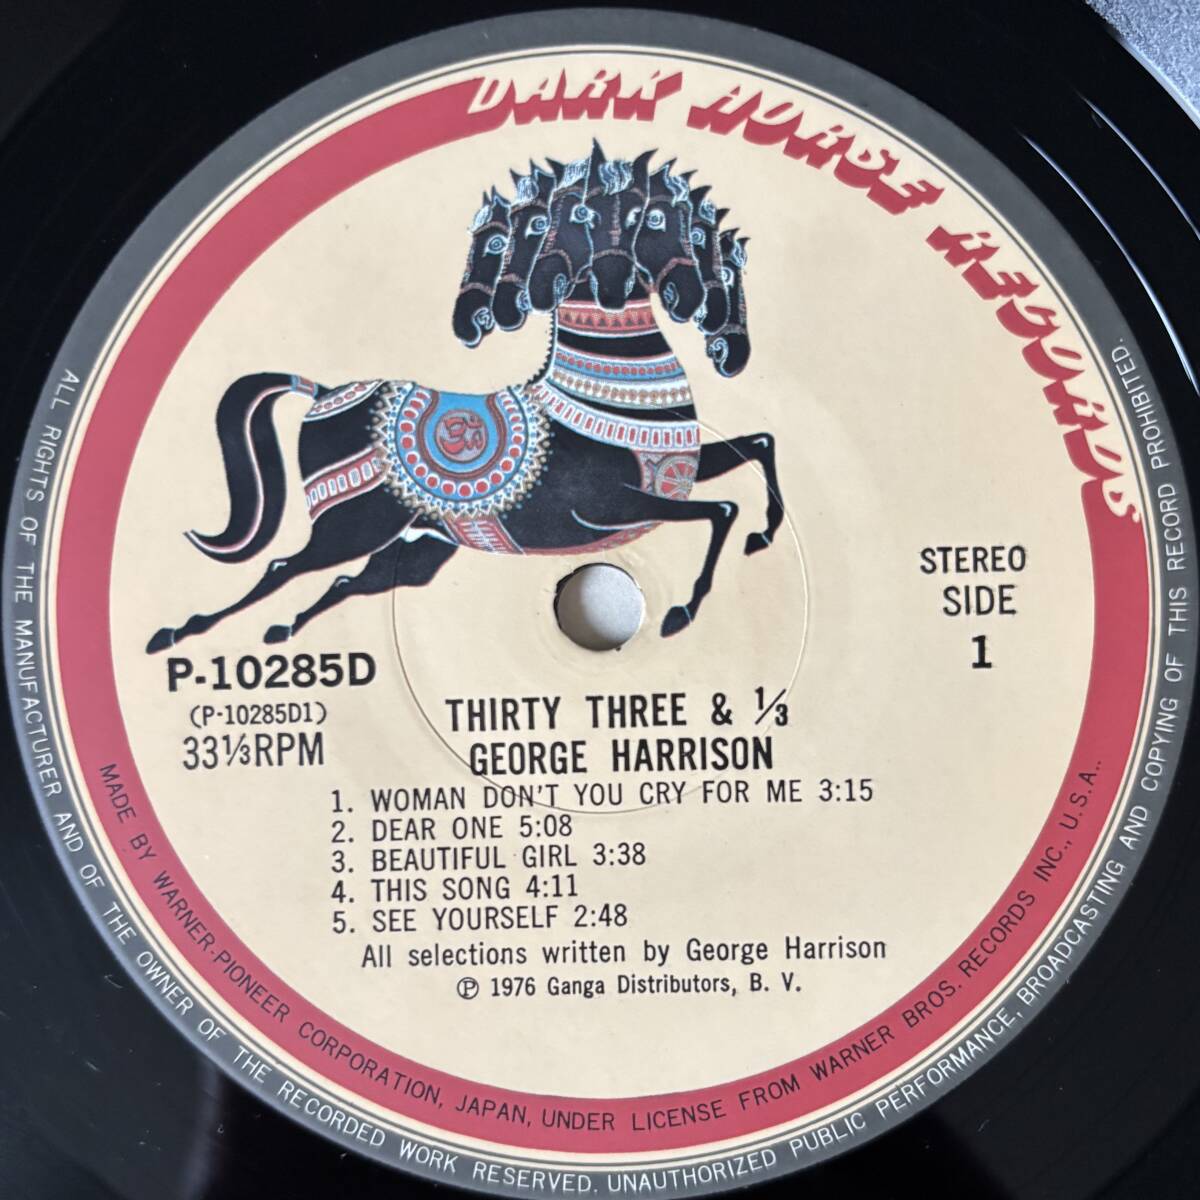 DARK HORSE RECORDS
STEREO
SIDE
1
P-10285D
(P-10285D1)
33⅓RPM
THIRTY THREE & ⅓
GEORGE HARRISON
1. WOMAN DON'T YOU CRY FOR ME 3:15
2. DEAR ONE 5:08
3. BEAUTIFUL GIRL 3:38
4. THIS SONG 4:11
5. SEE YOURSELF 2:48
All selections written by George Harrison
℗ 1976 Ganga Distributors, B. V.
MADE BY WARNER-PIONEER CORPORATION, JAPAN, UNDER LICENSE FROM WARNER BROS. RECORDS INC., U.S.A..
ALL RIGHTS OF THE MANUFACTURER AND OF THE OWNER OF THE RECORDED WORK RESERVED. UNAUTHORIZED PUBLIC PERFORMANCE, BROADCASTING AND COPYING OF THIS RECORD PROHIBITED.